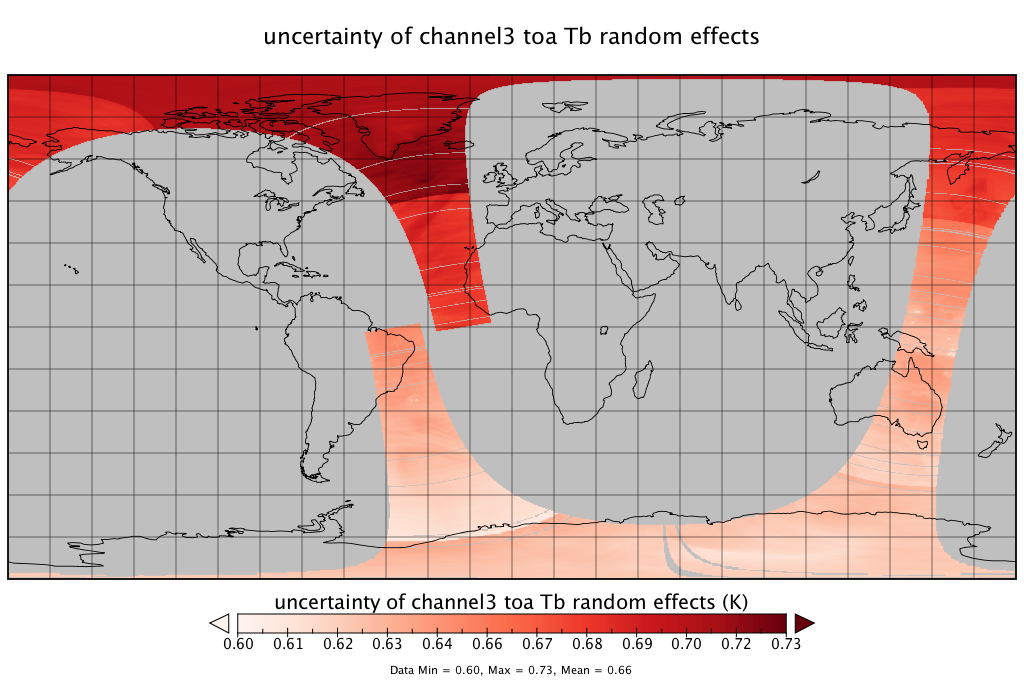 uncertainty of channel3 toa Tb random effects
uncertainty of channel3 toa Tb random effects (K)
0.60 0.61 0.62 0.63 0.64 0.66 0.67 0.68 0.69 0.70 0.72 0.73
Data Min = 0.60, Max = 0.73, Mean = 0.66